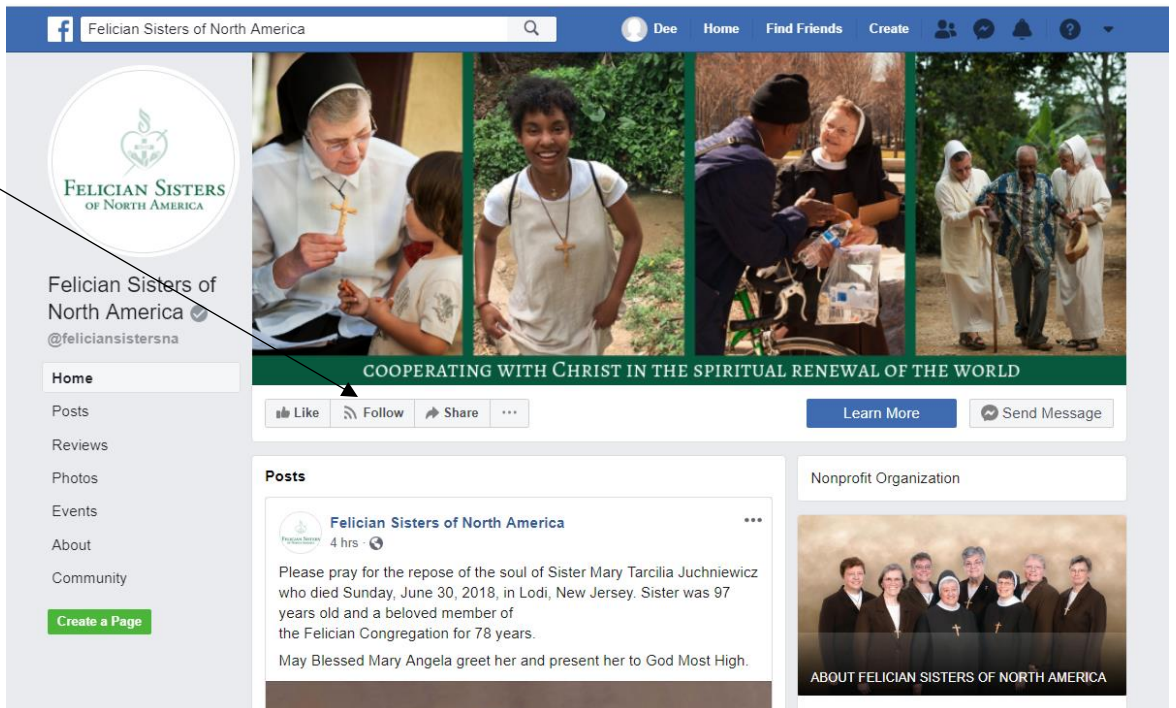 Felician Sisters of North America
Dee Home Find Friends Create
FELICIAN SISTERS
OF NORTH AMERICA
Felician Sisters of
North America
@feliciansistersna
Home
Posts
Reviews
Photos
Events
About
Community
Create a Page
COOPERATING WITH CHRIST IN THE SPIRITUAL RENEWAL OF THE WORLD
Like Follow Share ...
Learn More Send Message
Posts
Felician Sisters of North America
4 hrs ·
Please pray for the repose of the soul of Sister Mary Tarcilia Juchniewicz
who died Sunday, June 30, 2018, in Lodi, New Jersey. Sister was 97
years old and a beloved member of
the Felician Congregation for 78 years.
May Blessed Mary Angela greet her and present her to God Most High.
Nonprofit Organization
ABOUT FELICIAN SISTERS OF NORTH AMERICA